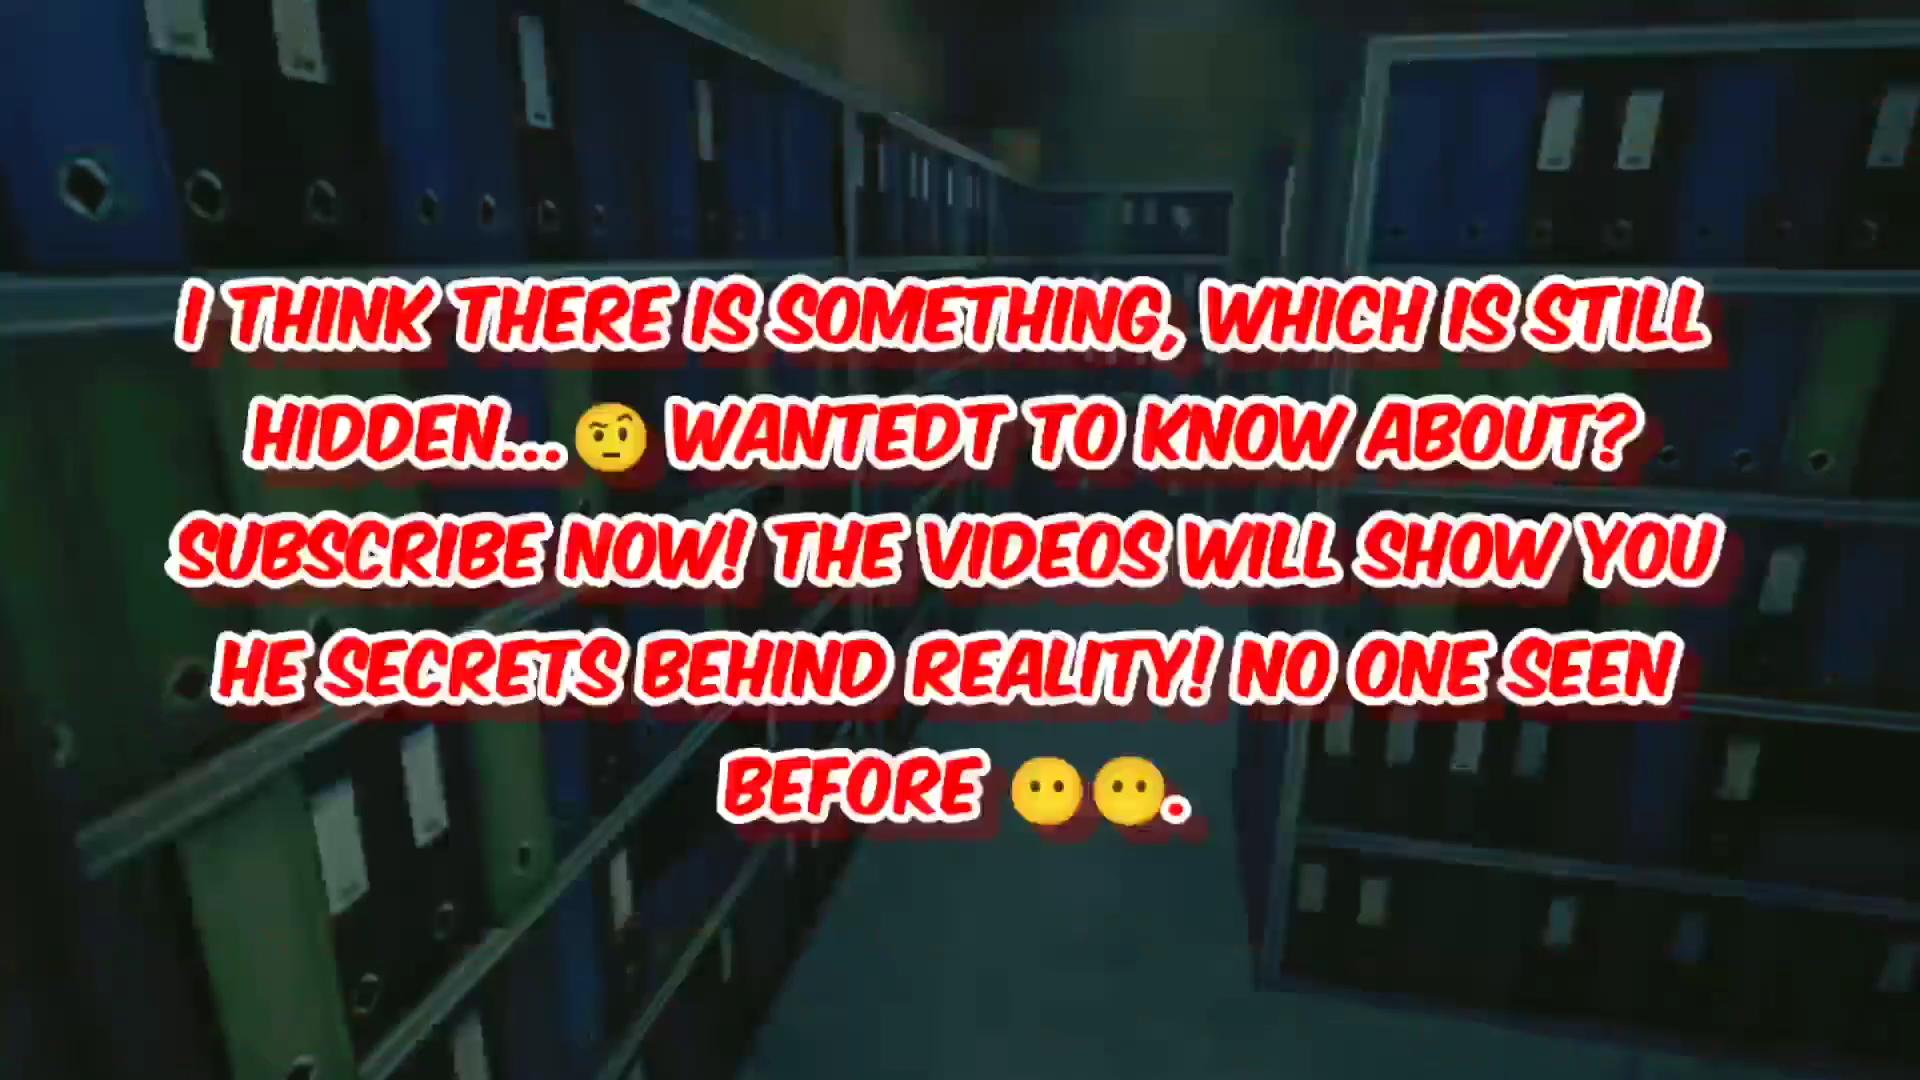 I THINK THERE IS SOMETHING, WHICH IS STILL
HIDDEN...🤨 WANTEDT TO KNOW ABOUT?
SUBSCRIBE NOW! THE VIDEOS WILL SHOW YOU
HE SECRETS BEHIND REALITY! NO ONE SEEN
BEFORE 😶😶.